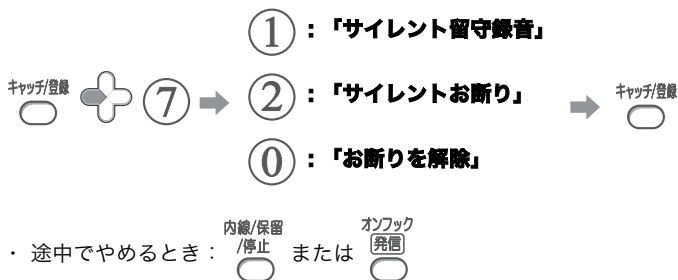 ① : 「サイレント留守録音」
キャッチ/登録 ⑦ ➡ ② : 「サイレントお断り」 ➡ キャッチ/登録
⓪ : 「お断りを解除」
・ 途中でやめるとき : 内線/保留/停止 または オンフック 発信